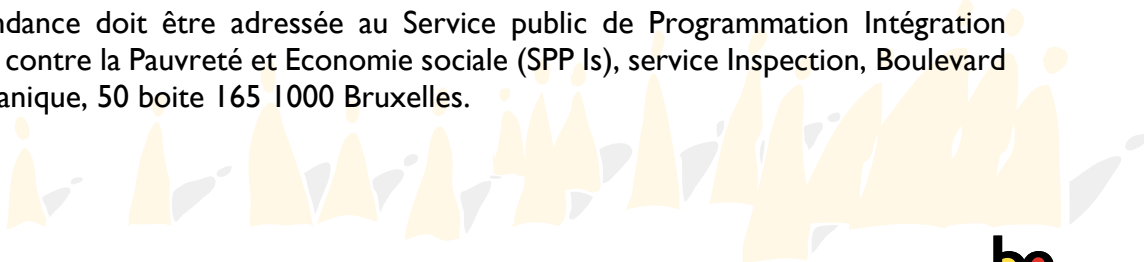 ndance doit être adressée au Service public de Programmation Intégration
contre la Pauvreté et Economie sociale (SPP Is), service Inspection, Boulevard
anique, 50 boite 165 1000 Bruxelles.
be